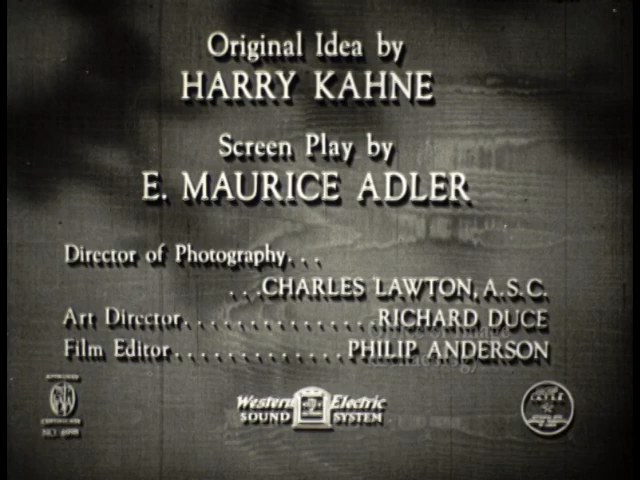 Original Idea by
HARRY KAHNE
Screen Play by
E. MAURICE ADLER
Director of Photography. . .
. . .CHARLES LAWTON, A.S.C.
Art Director. . . . . . . . . . . . . . . .RICHARD DUCE
Film Editor. . . . . . . . . . . . . .PHILIP ANDERSON
Western Electric
SOUND SYSTEM